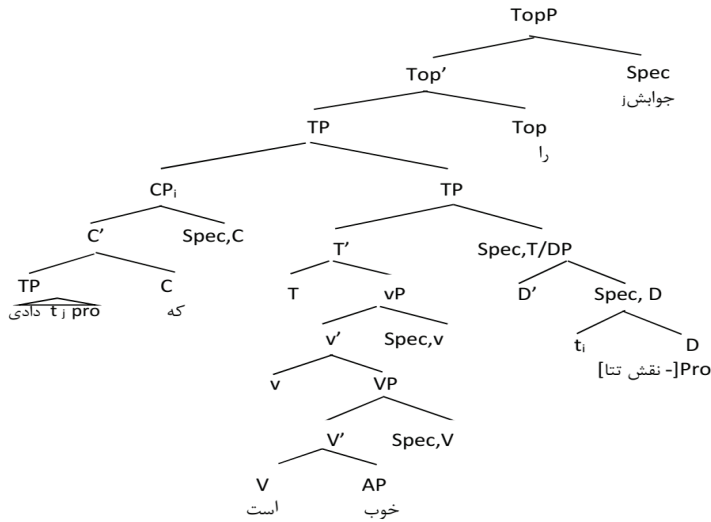 TopP
Top' Spec
جوابشj
TP Top
را
CPi TP
C' Spec,C T' Spec,T/DP
TP C T vP D' Spec, D
دادی t j pro که v' Spec,v ti D
Pro[- نقش تتا]
v VP
V' Spec,V
V AP
است خوب